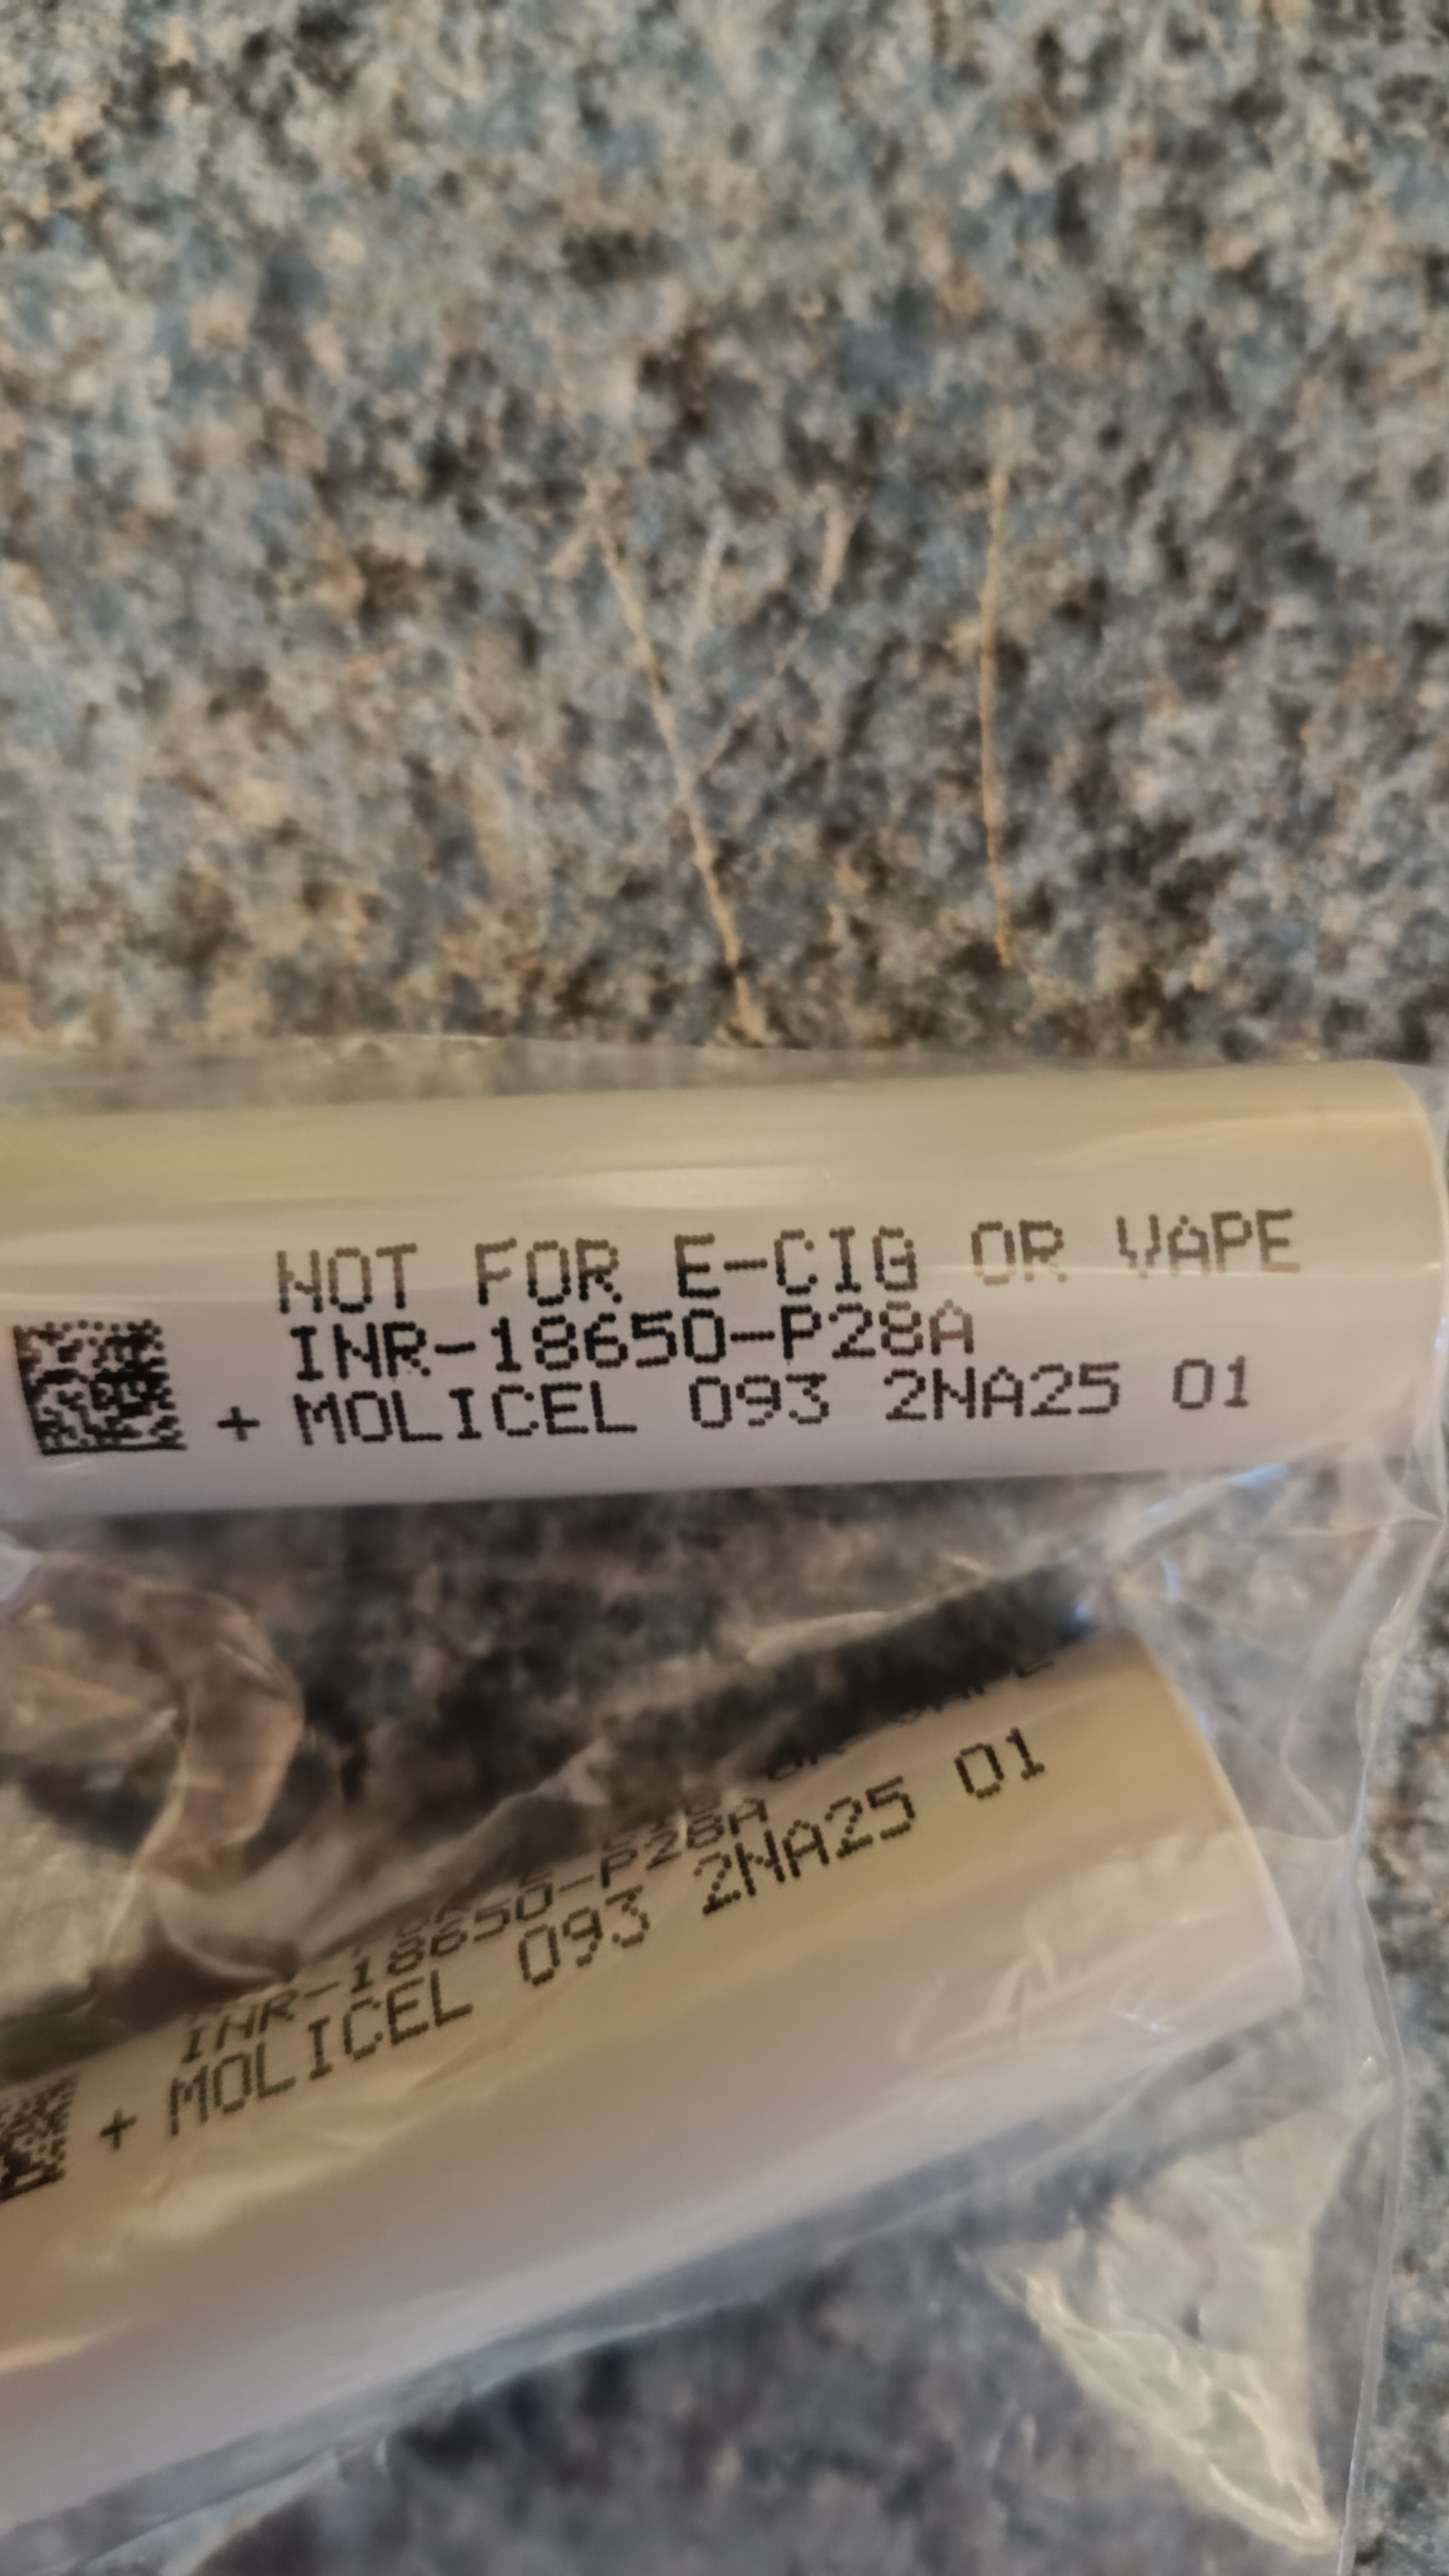 NOT FOR E-CIG OR VAPE
INR-18650-P28A
+ MOLICEL 093 2NA25 01
INR-18650-P28A
+ MOLICEL 093 2NA25 01